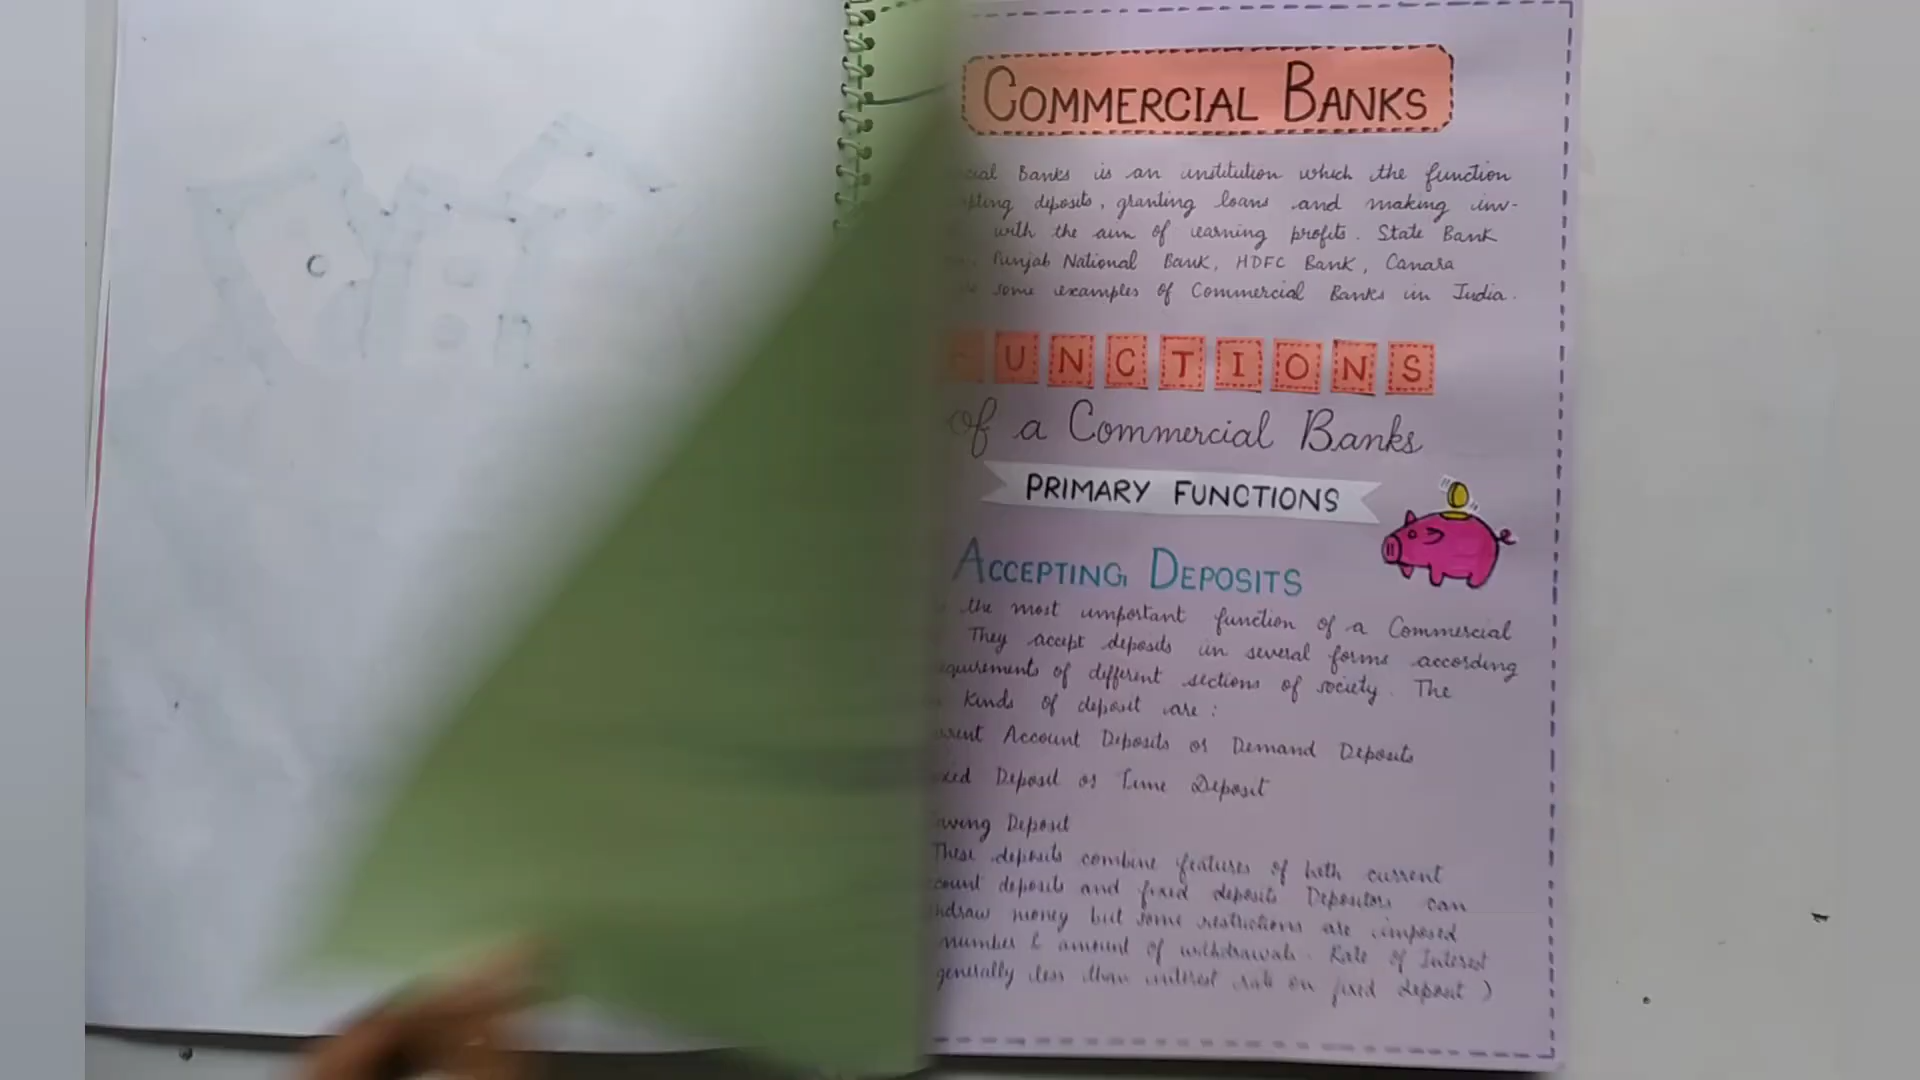 COMMERCIAL BANKS
Banks is an institution which the function
deposits, granting loans and making inv-
with the aim of earning profits. State Bank
Punjab National Bank, HDFC Bank, Canara
some examples of Commercial Banks in India.
FUNCTIONS
of a Commercial Banks
PRIMARY FUNCTIONS
ACCEPTING DEPOSITS
the most important function of a Commercial
They accept deposits in several forms according
of different sections of society. The
Kinds of deposit are :
Account Deposits or Demand Deposits
Deposit or Time Deposit
Deposit
These deposits combine features of both current
deposits and fixed deposits Depositors can
money but some restrictions are imposed
number & amount of withdrawals. Rate of Interest
generally less than interest rate on fixed deposit )